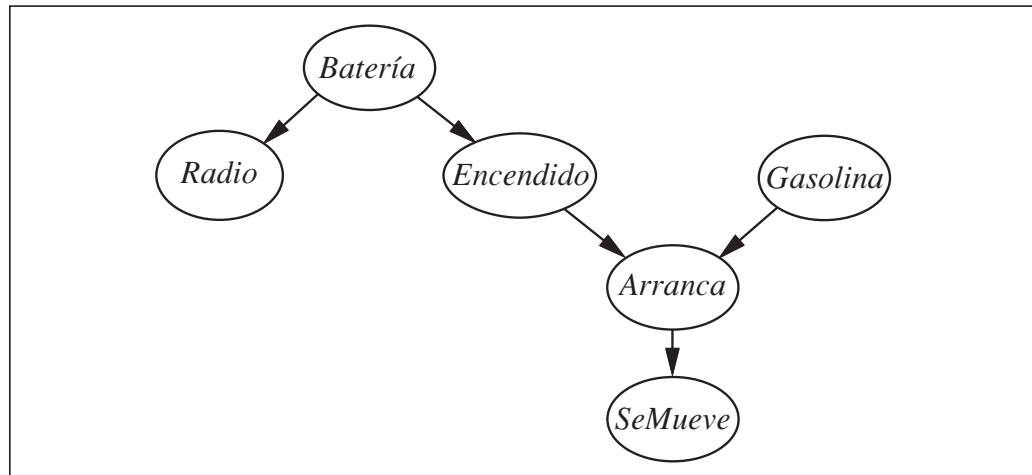 Batería
Radio
Encendido
Gasolina
Arranca
SeMueve